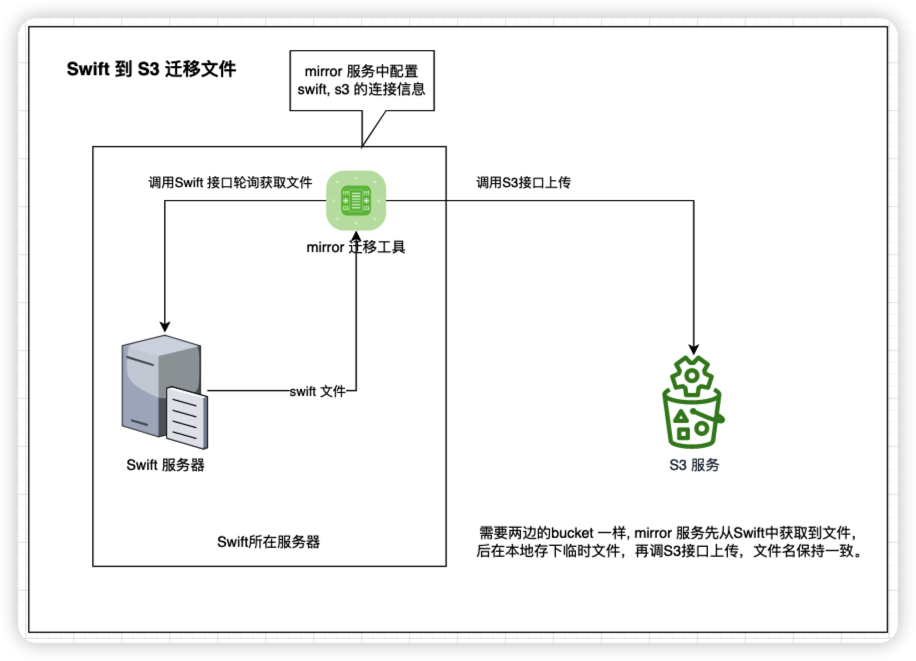 Swift 到 S3 迁移文件
mirror 服务中配置
swift, s3 的连接信息
调用Swift 接口轮询获取文件
调用S3接口上传
mirror 迁移工具
swift 文件
Swift 服务器
S3 服务
Swift所在服务器
需要两边的bucket 一样, mirror 服务先从Swift中获取到文件，
后在本地存下临时文件，再调S3接口上传，文件名保持一致。